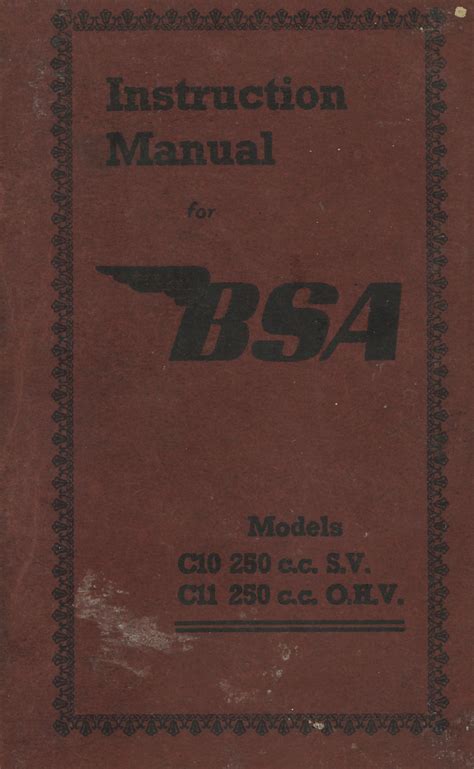 Instruction
Manual
for
BSA
Models
C10 250 c.c. S.V.
C11 250 c.c. O.H.V.